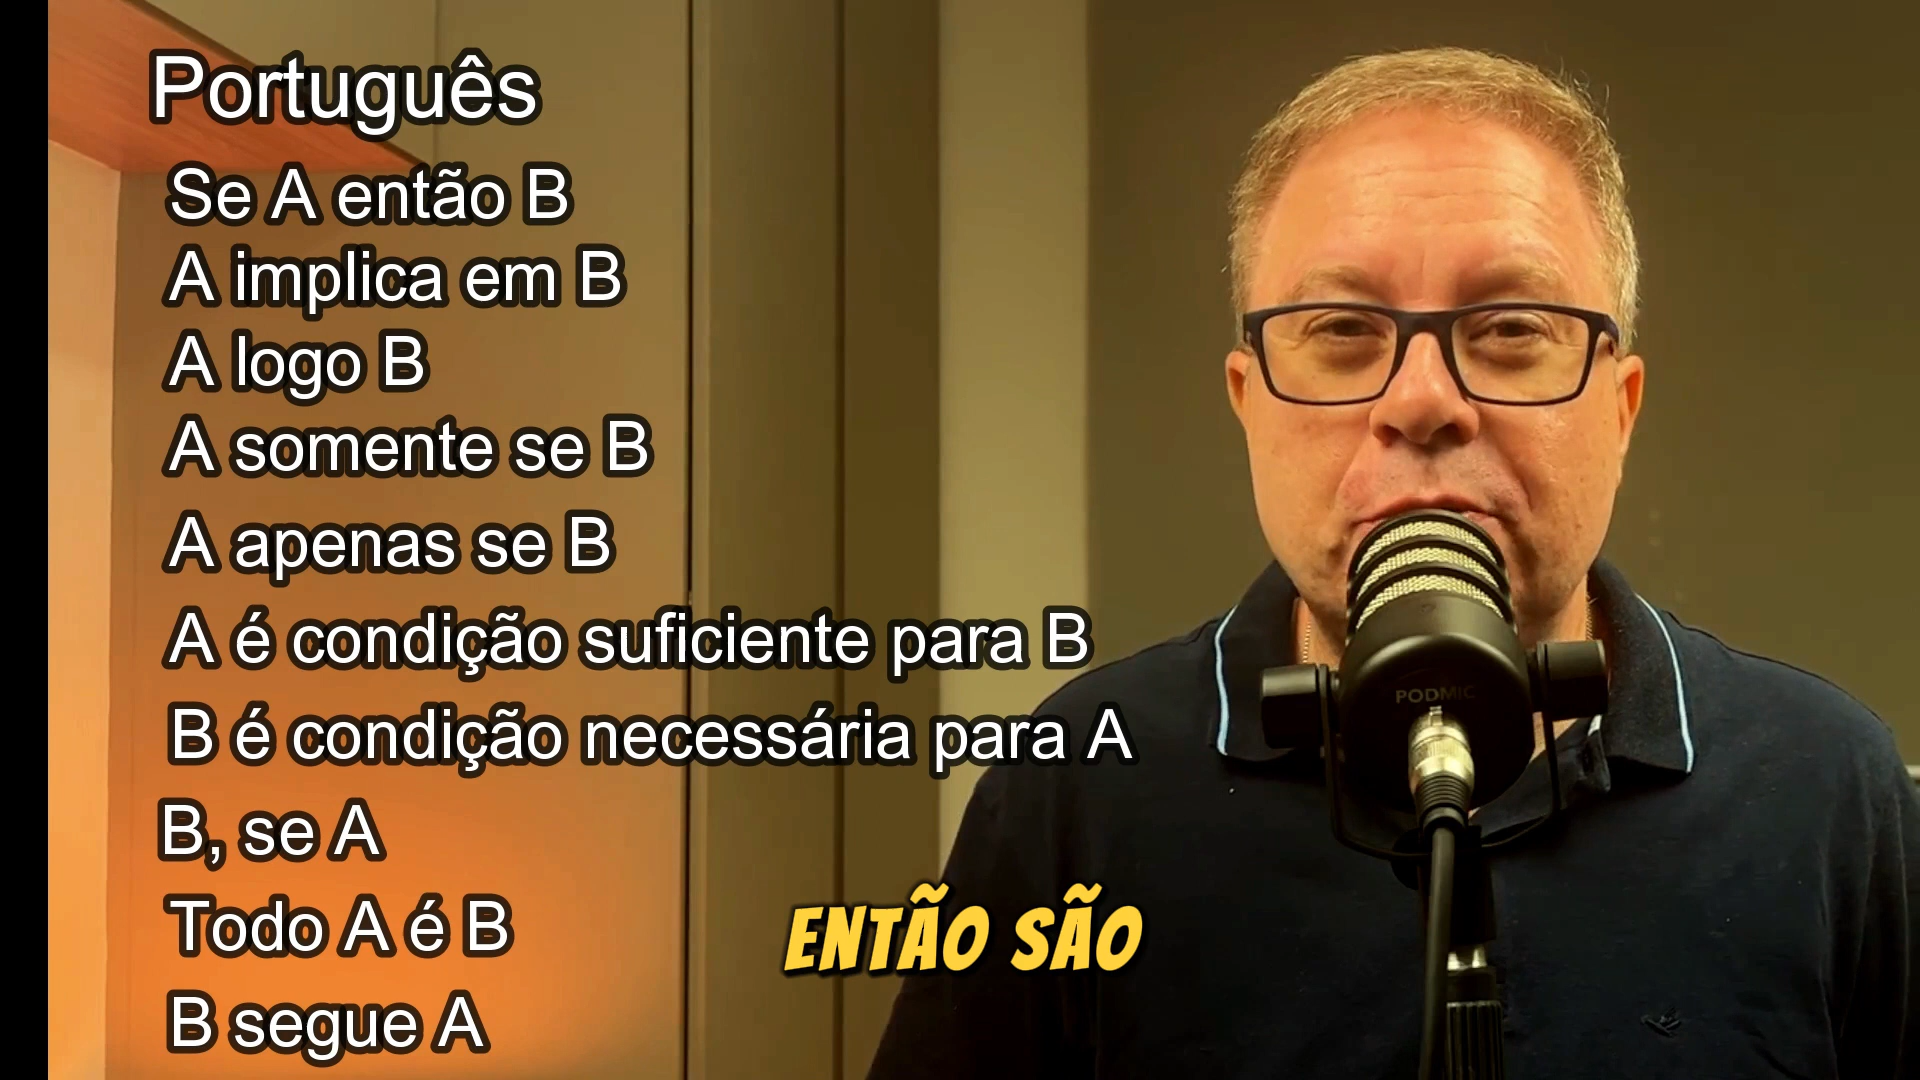 Português
Se A então B
A implica em B
A logo B
A somente se B
A apenas se B
A é condição suficiente para B
B é condição necessária para A
B, se A
Todo A é B
B segue A
ENTÃO SÃO
PODMIC